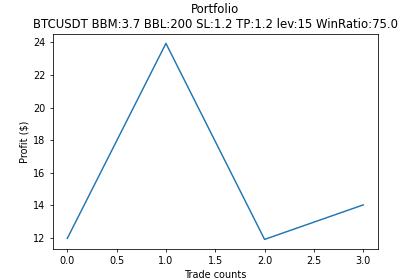 Portfolio
BTCUSDT BBM:3.7 BBL:200 SL:1.2 TP:1.2 lev:15 WinRatio:75.0
24
22
20
18
16
14
12
Profit ($)
0.0 0.5 1.0 1.5 2.0 2.5 3.0
Trade counts